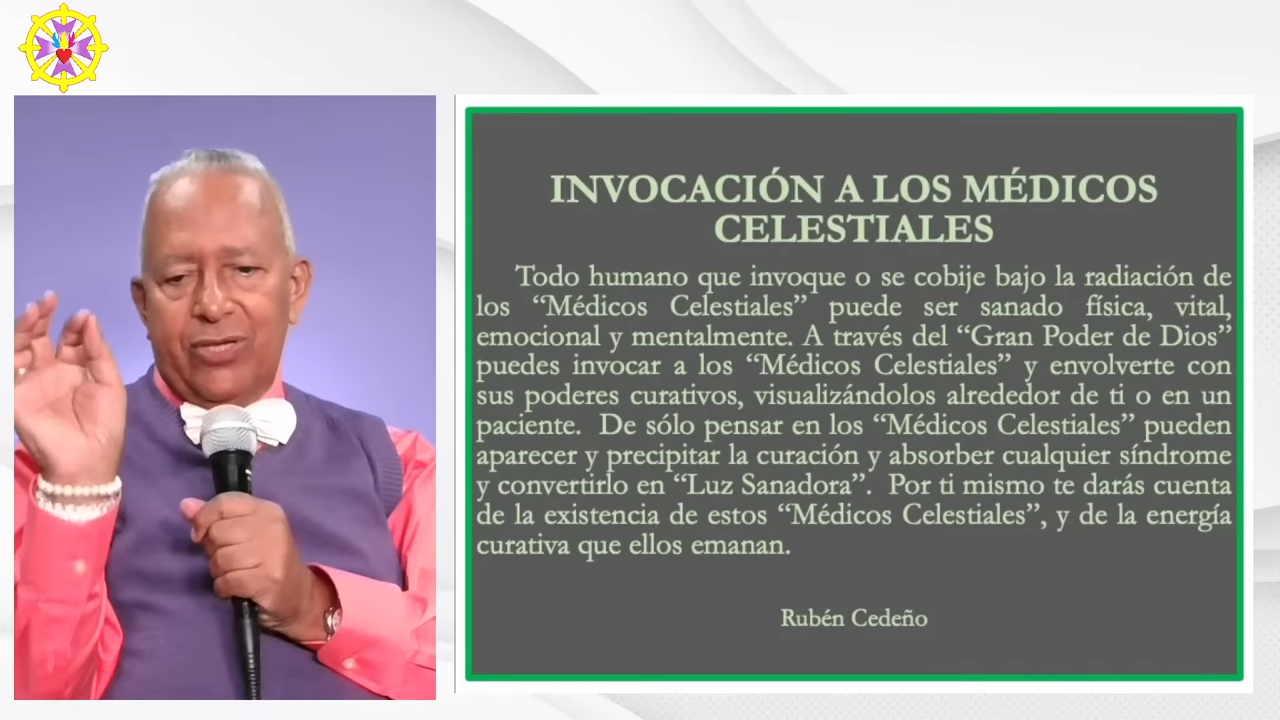 INVOCACIÓN A LOS MÉDICOS
CELESTIALES
Todo humano que invoque o se cobije bajo la radiación de
los “Médicos Celestiales” puede ser sanado física, vital,
emocional y mentalmente. A través del “Gran Poder de Dios”
puedes invocar a los “Médicos Celestiales” y envolverte con
sus poderes curativos, visualizándolos alrededor de ti o en un
paciente. De sólo pensar en los “Médicos Celestiales” pueden
aparecer y precipitar la curación y absorber cualquier síndrome
y convertirlo en “Luz Sanadora”. Por ti mismo te darás cuenta
de la existencia de estos “Médicos Celestiales”, y de la energía
curativa que ellos emanan.
Rubén Cedeño